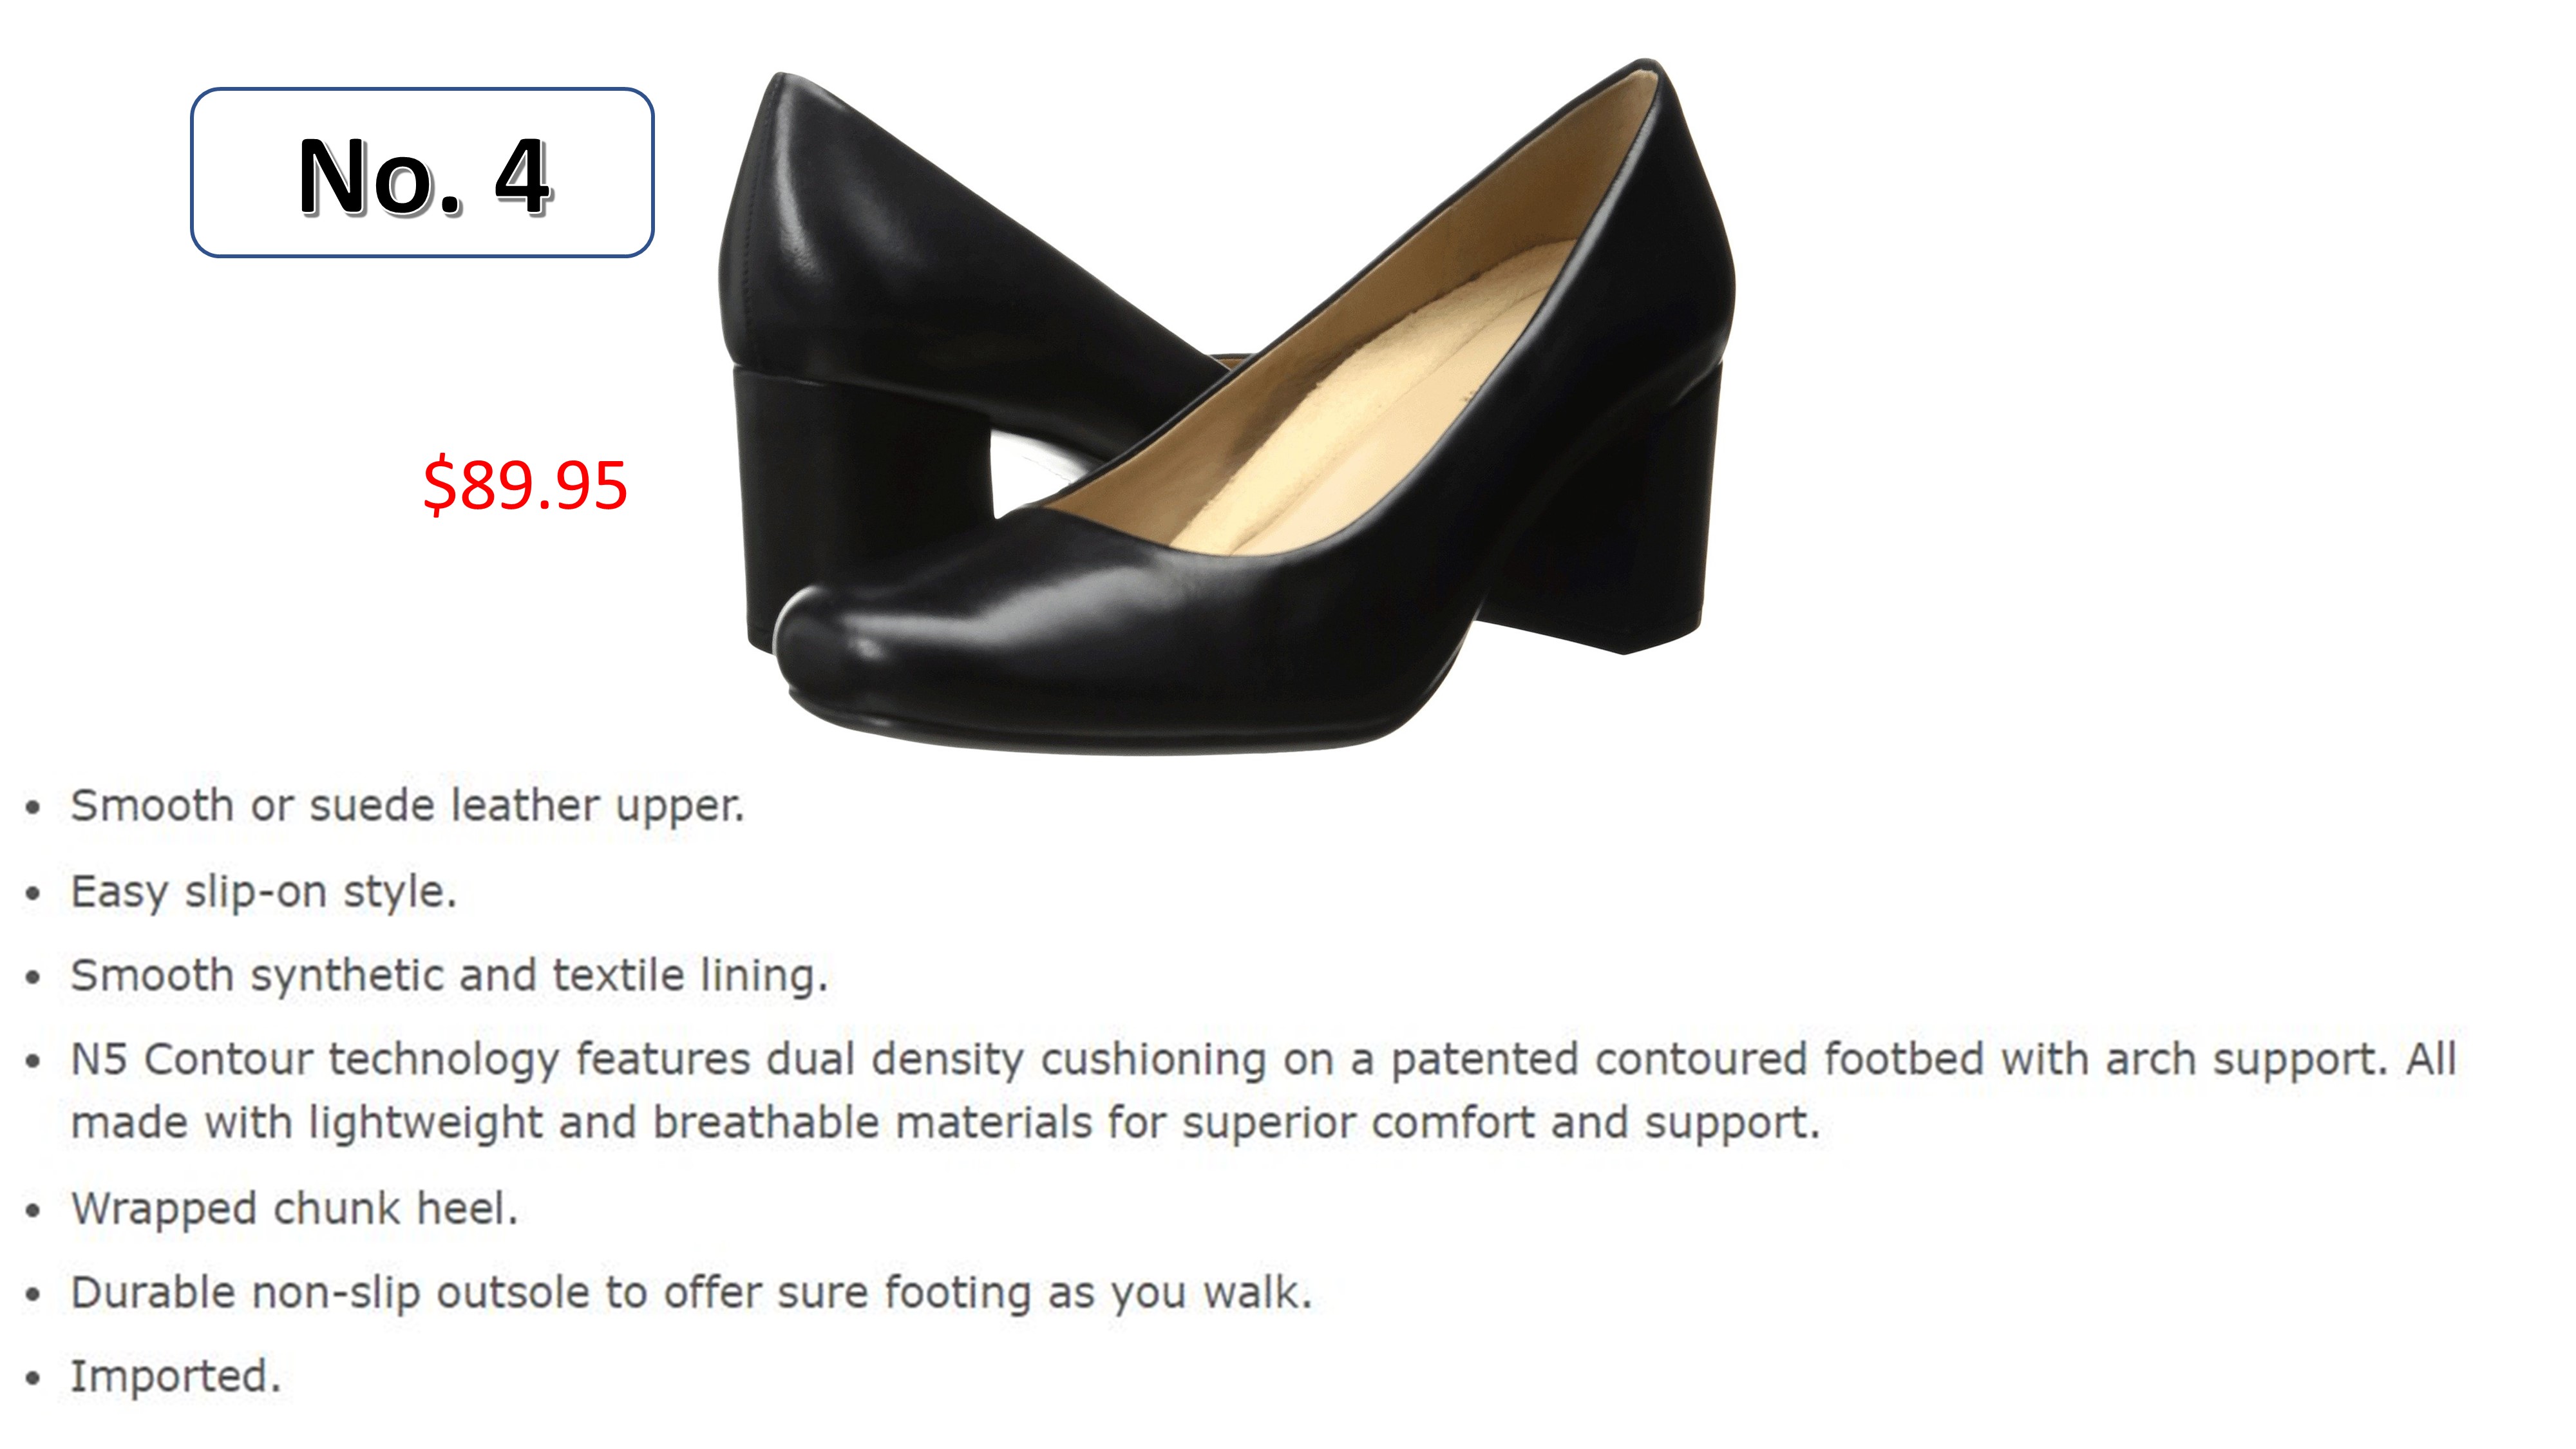 No. 4
$89.95
• Smooth or suede leather upper.
• Easy slip-on style.
• Smooth synthetic and textile lining.
• N5 Contour technology features dual density cushioning on a patented contoured footbed with arch support. All
made with lightweight and breathable materials for superior comfort and support.
• Wrapped chunk heel.
• Durable non-slip outsole to offer sure footing as you walk.
• Imported.